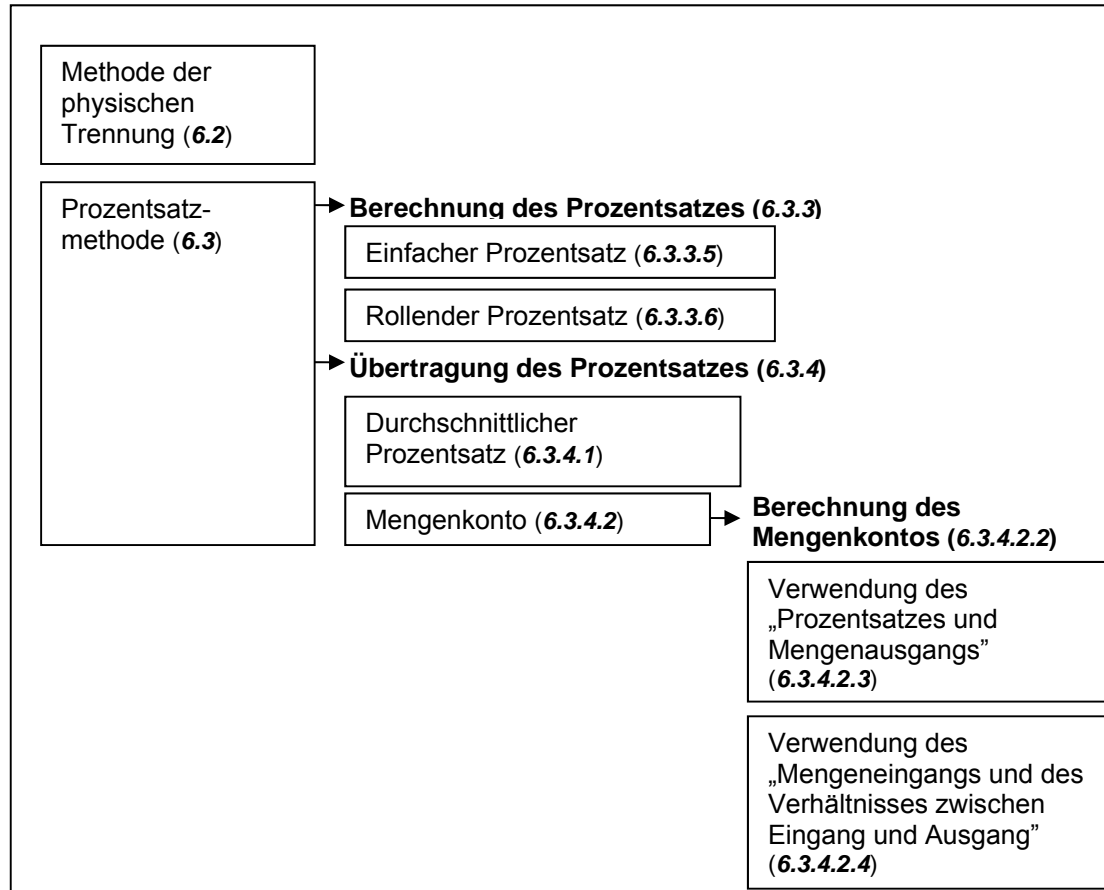 Methode der
physischen
Trennung (6.2)
Prozentsatz-
methode (6.3)
Berechnung des Prozentsatzes (6.3.3)
Einfacher Prozentsatz (6.3.3.5)
Rollender Prozentsatz (6.3.3.6)
Übertragung des Prozentsatzes (6.3.4)
Durchschnittlicher
Prozentsatz (6.3.4.1)
Mengenkonto (6.3.4.2)
Berechnung des
Mengenkontos (6.3.4.2.2)
Verwendung des
„Prozentsatzes und
Mengenausgangs”
(6.3.4.2.3)
Verwendung des
„Mengeneingangs und des
Verhältnisses zwischen
Eingang und Ausgang”
(6.3.4.2.4)